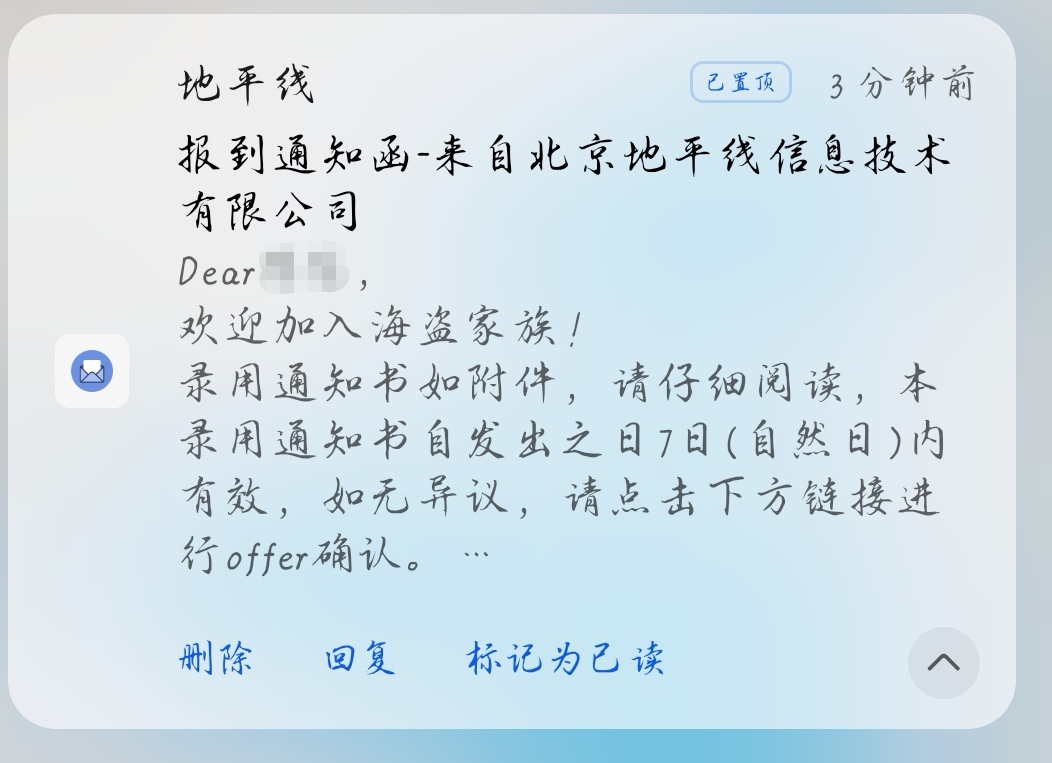 地平线
已置顶
3 分钟前
报到通知函-来自北京地平线信息技术
有限公司
Dear ，
欢迎加入海盗家族！
录用通知书如附件，请仔细阅读，本
录用通知书自发出之日7日(自然日)内
有效，如无异议，请点击下方链接进
行offer确认。 …
删除
回复
标记为已读